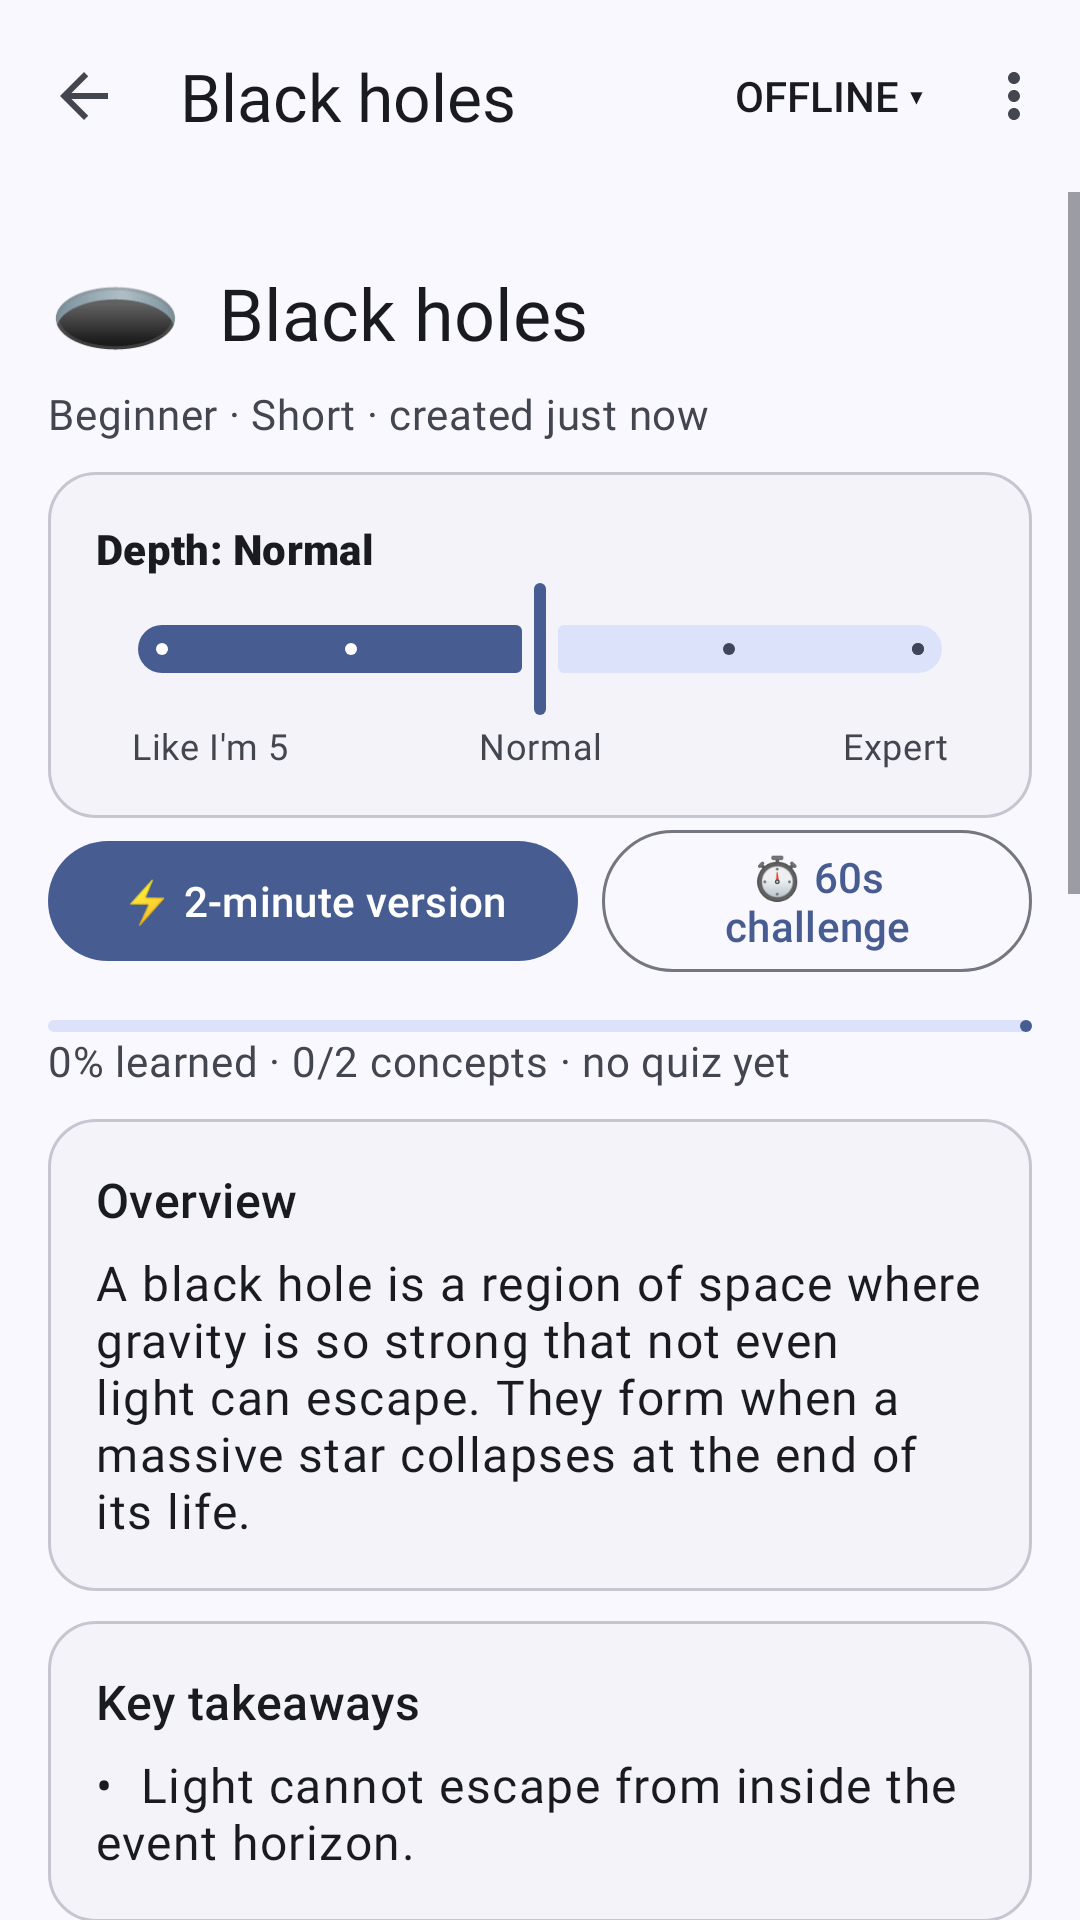 Black holes
OFFLINE ▾
Black holes
Beginner · Short · created just now
Depth: Normal
Like I'm 5
Normal
Expert
⚡ 2-minute version
⏱ 60s
challenge
0% learned · 0/2 concepts · no quiz yet
Overview
A black hole is a region of space where
gravity is so strong that not even
light can escape. They form when a
massive star collapses at the end of
its life.
Key takeaways
• Light cannot escape from inside the
event horizon.